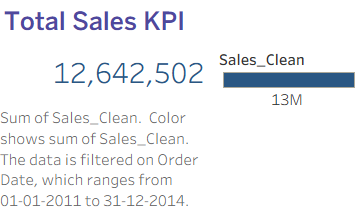 Total Sales KPI
12,642,502
Sales_Clean
13M
Sum of Sales_Clean. Color
shows sum of Sales_Clean.
The data is filtered on Order
Date, which ranges from
01-01-2011 to 31-12-2014.